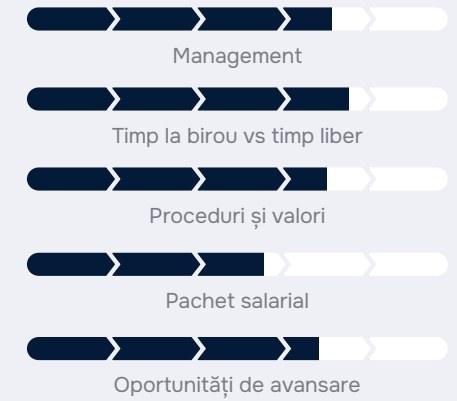 Management
Timp la birou vs timp liber
Proceduri și valori
Pachet salarial
Oportunități de avansare